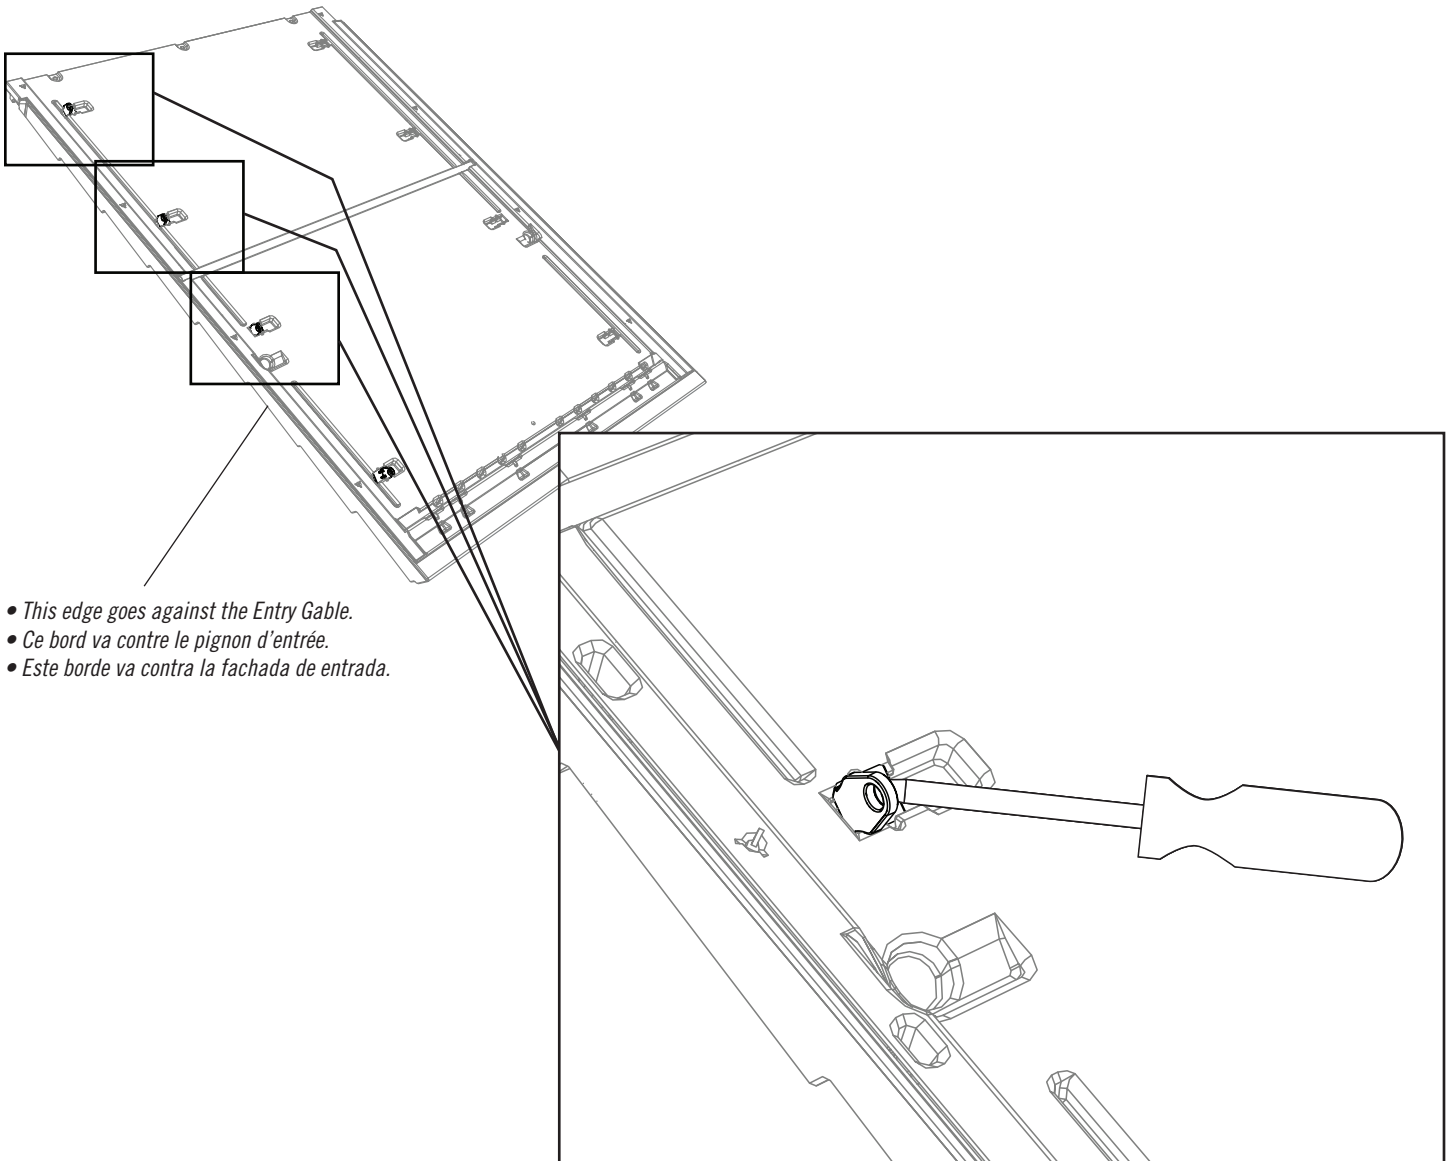 • This edge goes against the Entry Gable.
• Ce bord va contre le pignon d’entrée.
• Este borde va contra la fachada de entrada.